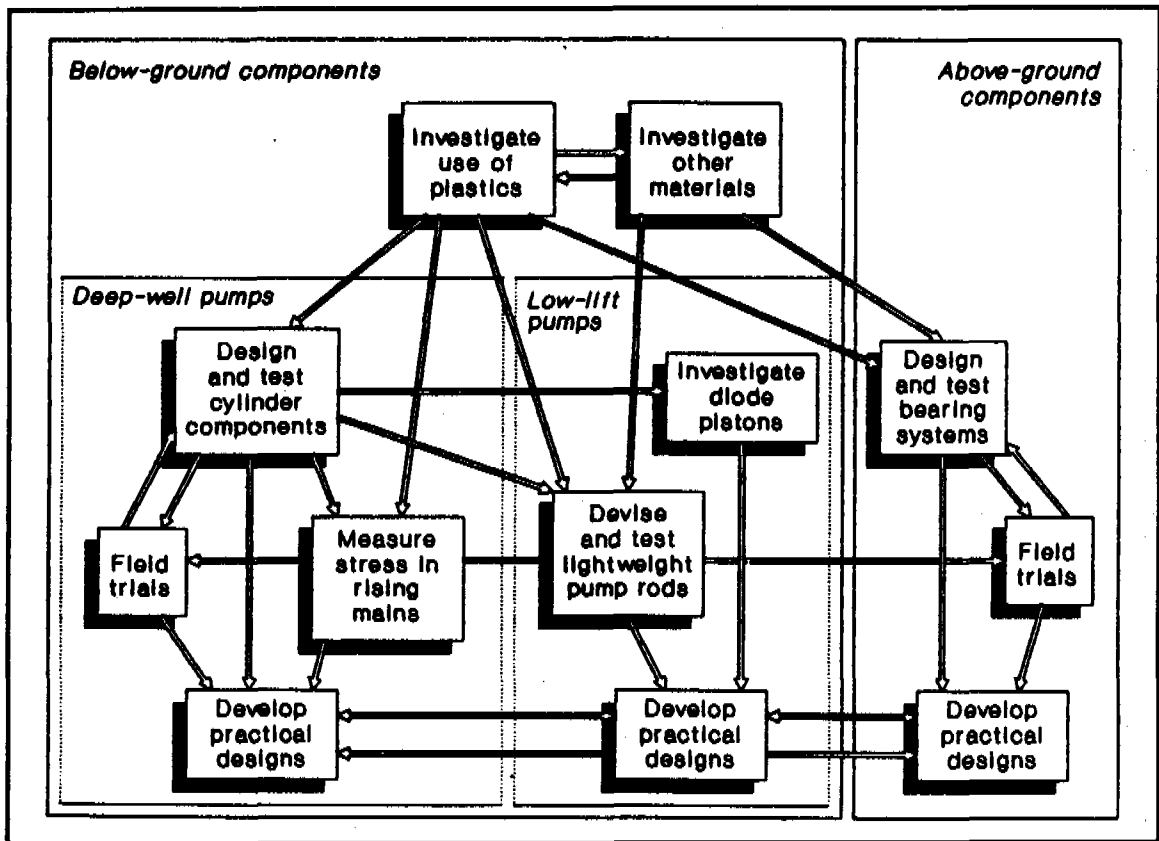 Below-ground components
Above-ground
components
Investigate
use of
plastics
Investigate
other
materials
Deep-well pumps
Low-lift
pumps
Design
and test
cylinder
components
Investigate
diode
pistons
Design
and test
bearing
systems
Field
trials
Measure
stress in
rising
mains
Devise
and test
lightweight
pump rods
Field
trials
Develop
practical
designs
Develop
practical
designs
Develop
practical
designs